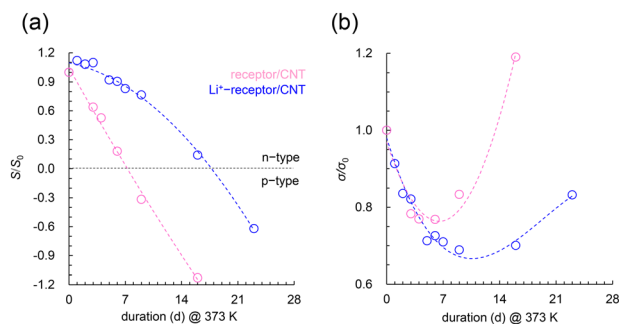 (a)
1.2
0.9
0.6
0.3
0.0
-0.3
-0.6
-0.9
-1.2
S/S₀
receptor/CNT
Li⁺−receptor/CNT
n-type
p-type
0
7
14
21
28
duration (d) @ 373 K
(b)
1.2
1.0
0.8
0.6
σ/σ₀
0
7
14
21
28
duration (d) @ 373 K